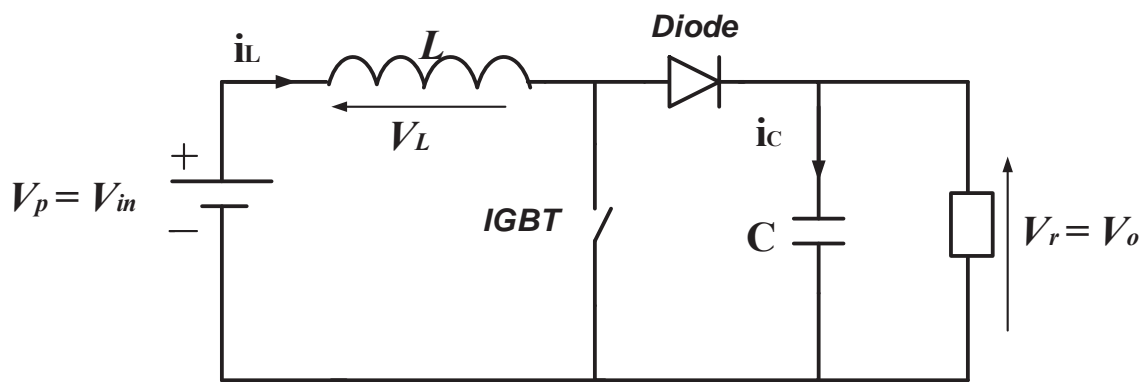 Diode
iL
L
VL
iC
+
Vp = Vin
−
IGBT
C
Vr = Vo